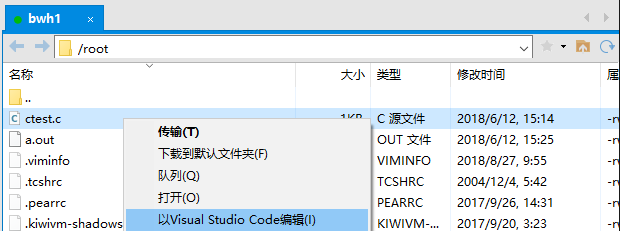 bwh1
/root
名称 大小 类型 修改时间 属
..
ctest.c 1KB C 源文件 2018/6/12, 15:14 -rw
a.out OUT 文件 2018/6/12, 15:25
传输(T)
.viminfo VIMINFO 2018/8/27, 9:55 -rw
下载到默认文件夹(F)
.tcshrc TCSHRC 2004/12/4, 5:42 -rw
队列(Q)
.pearrc PEARRC 2017/9/26, 14:31 -rw
打开(O)
.kiwivm-shadows KIWIVM-... 2017/9/20, 3:23
以Visual Studio Code编辑(I)